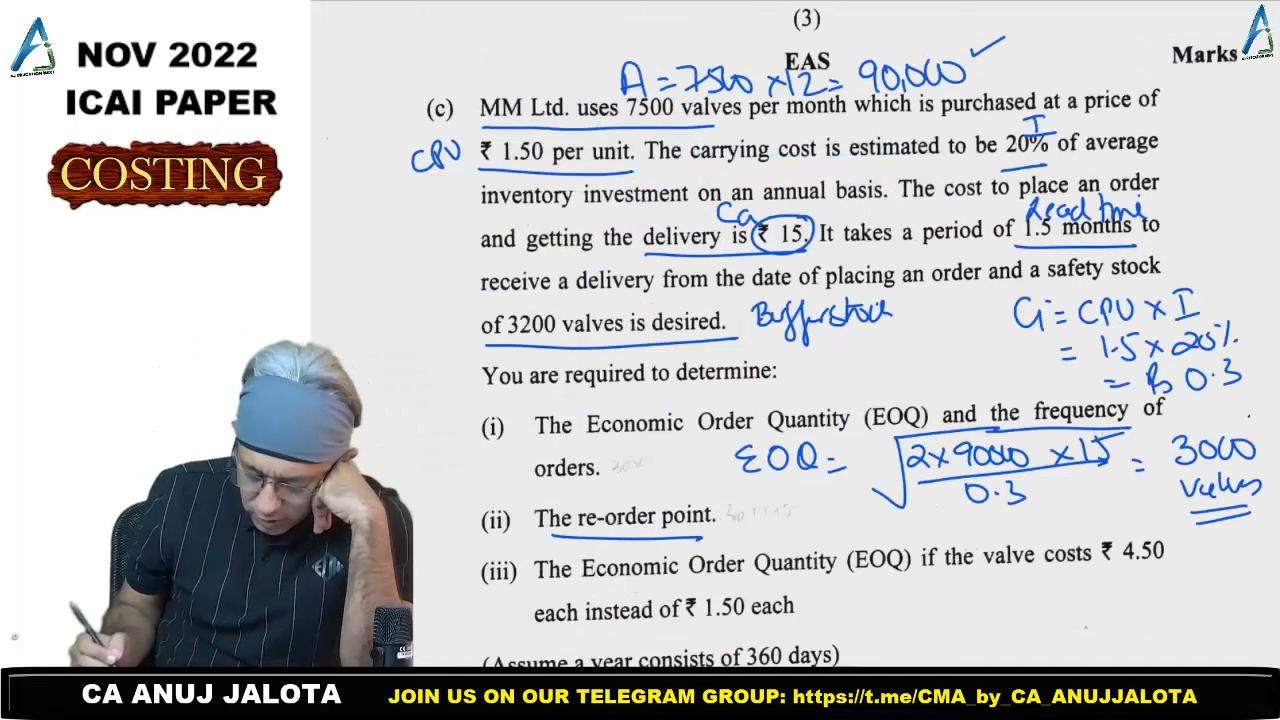 (3)
NOV 2022
EAS
Marks
A = 7500 × 12 = 90,000 ✓
ICAI PAPER
(c) MM Ltd. uses 7500 valves per month which is purchased at a price of
I
CPU ₹ 1.50 per unit. The carrying cost is estimated to be 20% of average
COSTING
inventory investment on an annual basis. The cost to place an order
Ca
Lead time
and getting the delivery is ₹ 15. It takes a period of 1.5 months to
receive a delivery from the date of placing an order and a safety stock
of 3200 valves is desired. Buffer stock
Ci = CPU × I
= 1.5 × 20%
= Rs 0.3
You are required to determine:
(i) The Economic Order Quantity (EOQ) and the frequency of
orders.
EOQ = √ 2 × 90000 × 15 = 3000
0.3 valves
(ii) The re-order point.
(iii) The Economic Order Quantity (EOQ) if the valve costs ₹ 4.50
each instead of ₹ 1.50 each
(Assume a year consists of 360 days)
CA ANUJ JALOTA JOIN US ON OUR TELEGRAM GROUP: https://t.me/CMA_by_CA_ANUJJALOTA